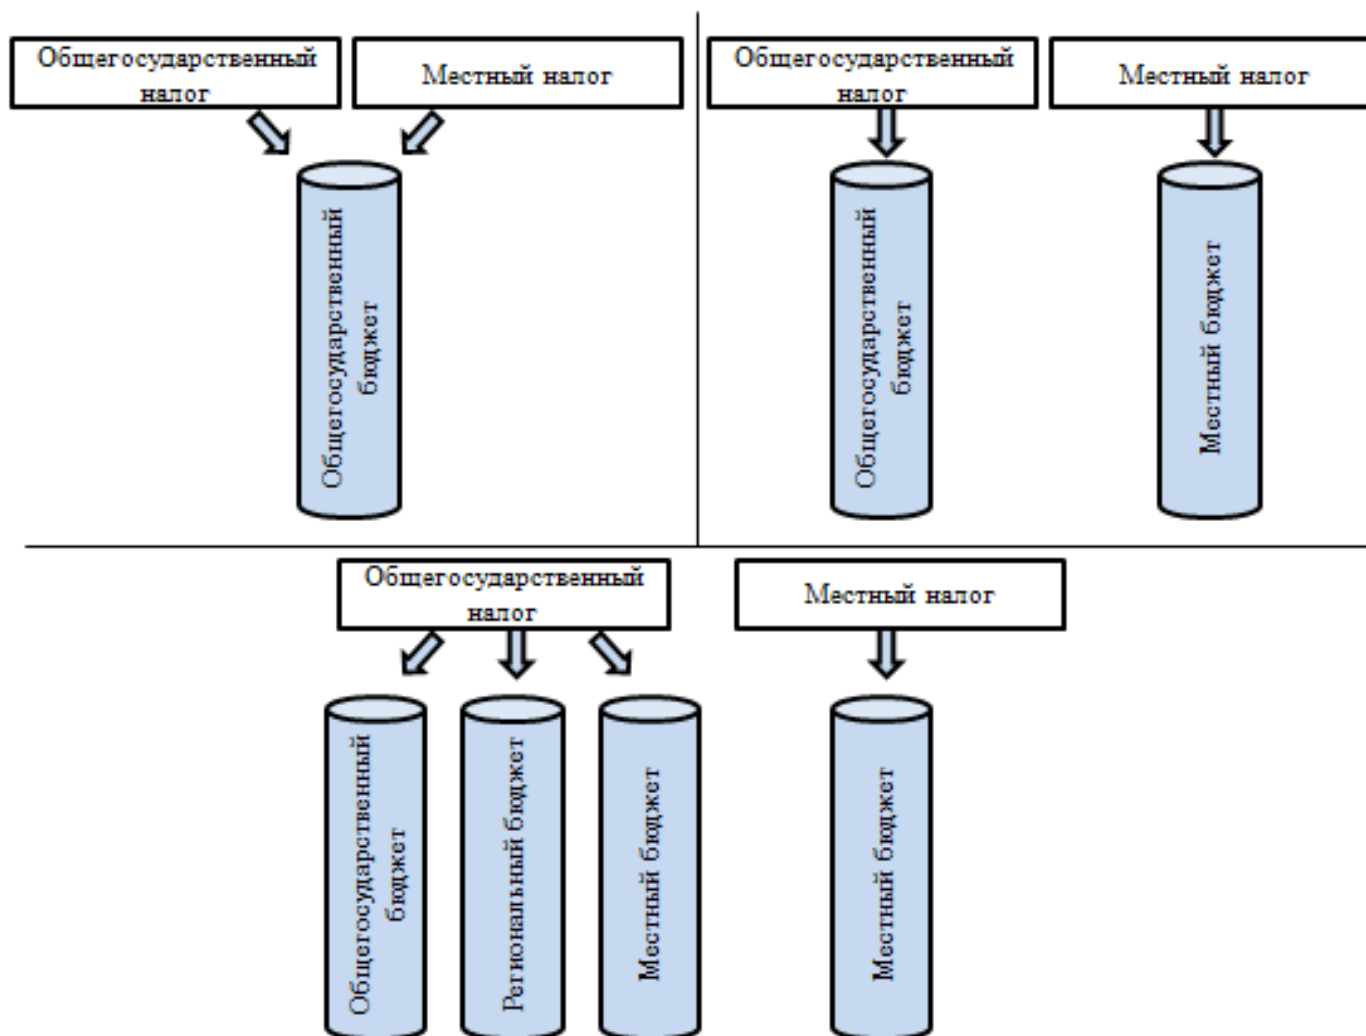 Общегосударственный
налог
Местный налог
Общегосударственный
бюджет
Общегосударственный
налог
Местный налог
Общегосударственный
бюджет
Местный бюджет
Общегосударственный
налог
Местный налог
Общегосударственный
бюджет
Региональный бюджет
Местный бюджет
Местный бюджет